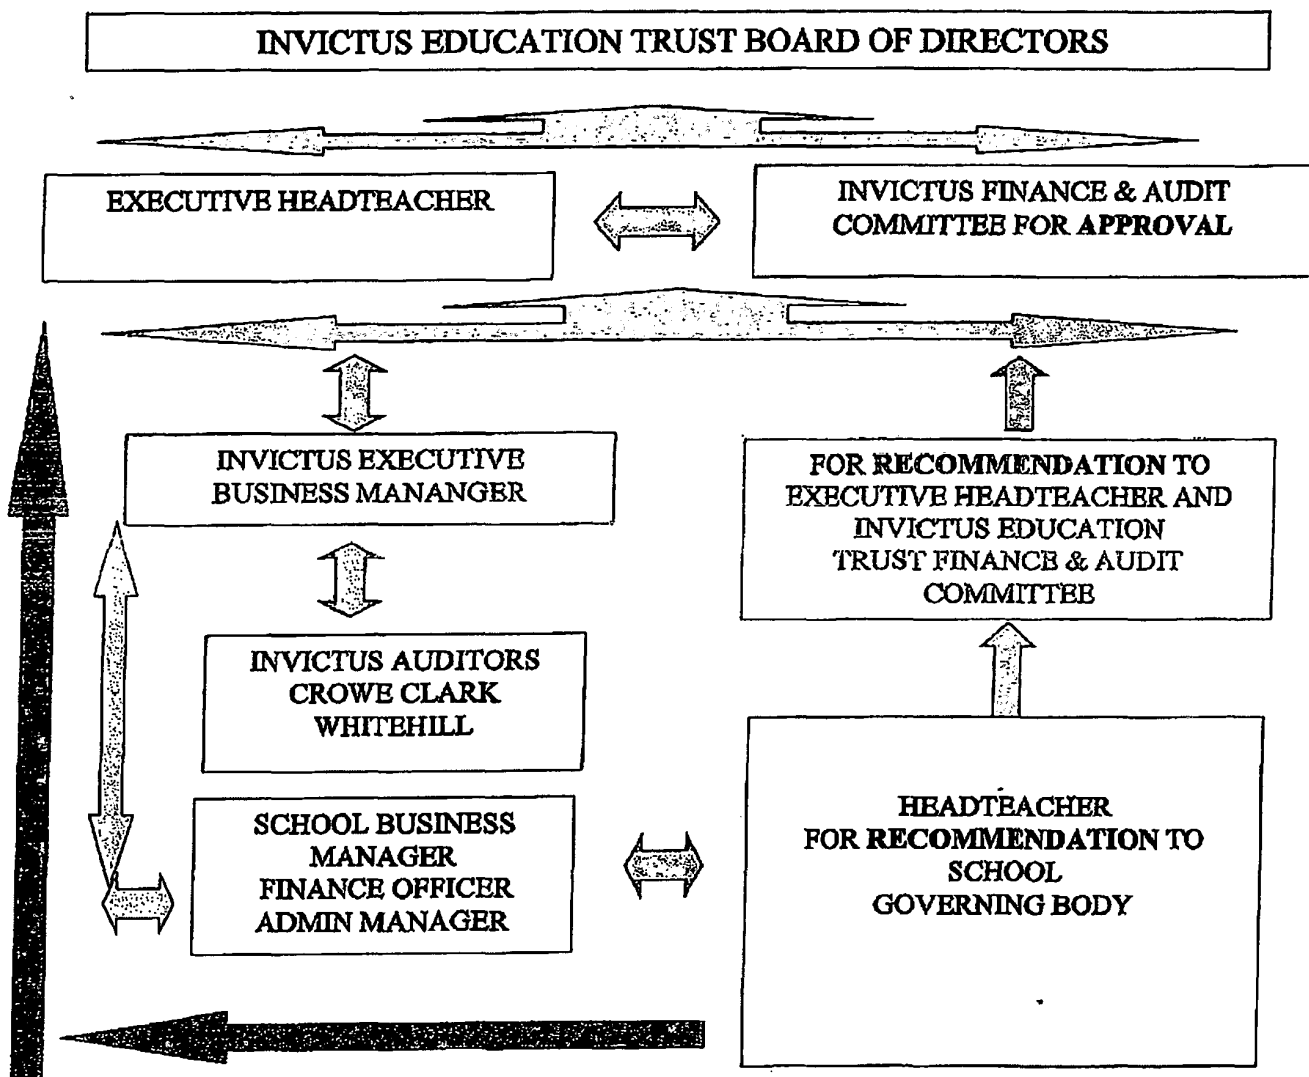 INVICTUS EDUCATION TRUST BOARD OF DIRECTORS
EXECUTIVE HEADTEACHER
INVICTUS FINANCE & AUDIT
COMMITTEE FOR APPROVAL
INVICTUS EXECUTIVE
BUSINESS MANANGER
FOR RECOMMENDATION TO
EXECUTIVE HEADTEACHER AND
INVICTUS EDUCATION
TRUST FINANCE & AUDIT
COMMITTEE
INVICTUS AUDITORS
CROWE CLARK
WHITEHILL
SCHOOL BUSINESS
MANAGER
FINANCE OFFICER
ADMIN MANAGER
HEADTEACHER
FOR RECOMMENDATION TO
SCHOOL
GOVERNING BODY